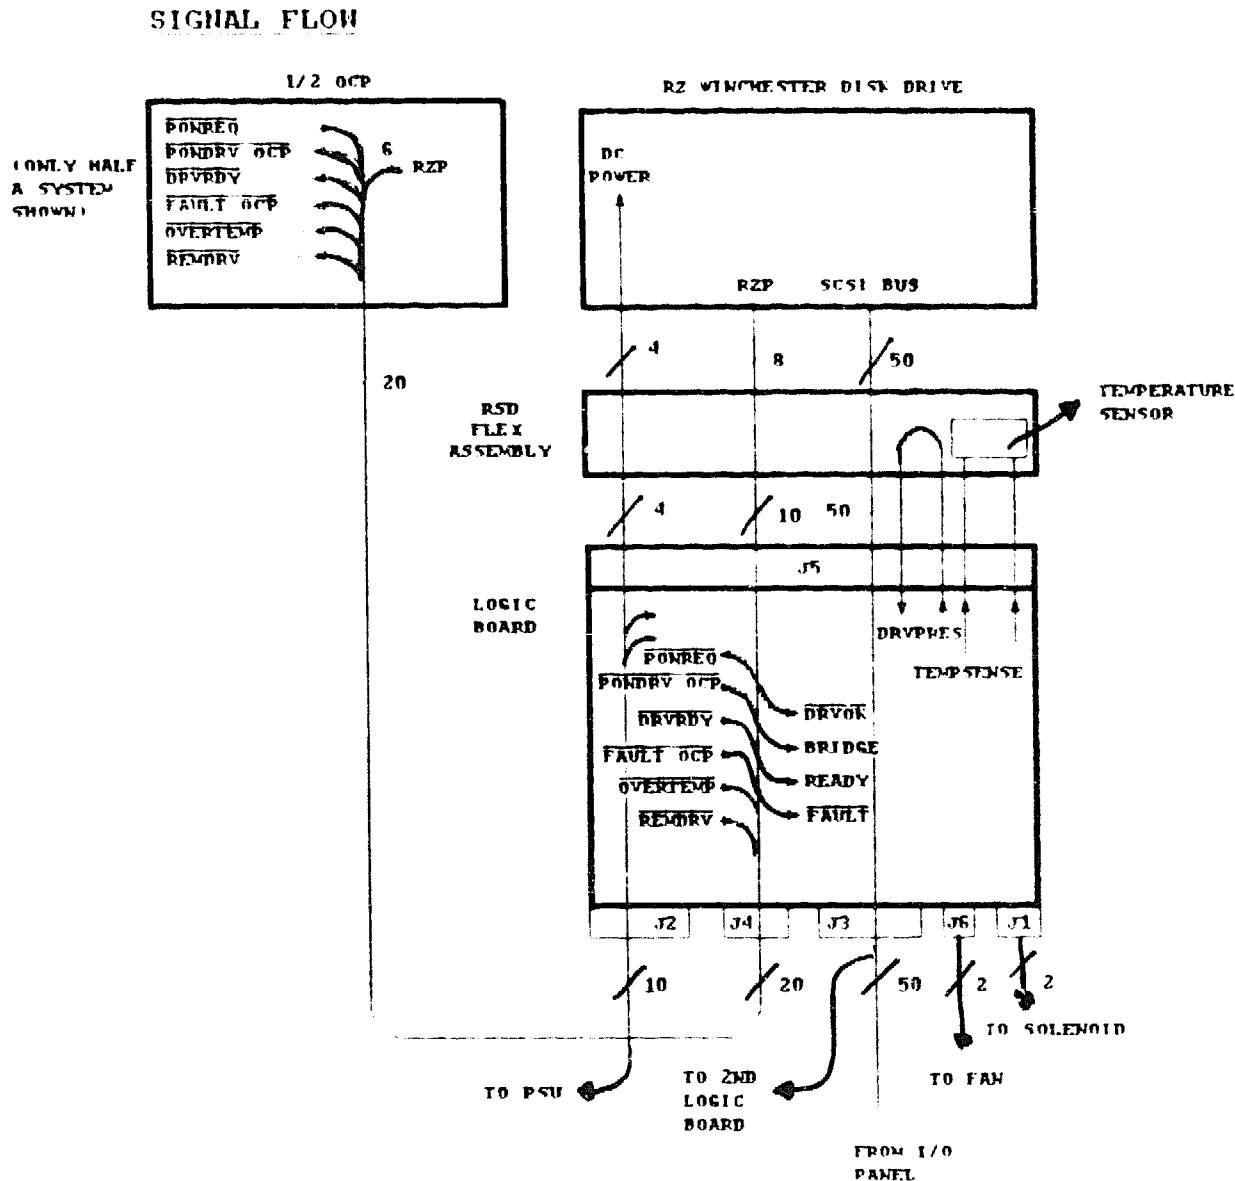 SIGNAL FLOW
1/2 OCP
RZ WINCHESTER DISK DRIVE
(ONLY HALF
A SYSTEM
SHOWN)
PONREQ
PONDRV OCP
DRVRDY
FAULT OCP
OVERTEMP
REMDRV
6
RZP
DC
POWER
RZP
SCSI BUS
4
8
50
20
RSD
FLEX
ASSEMBLY
TEMPERATURE
SENSOR
4
10
50
J5
LOGIC
BOARD
DRVPRES
TEMPSENSE
PONREQ
PONDRV OCP
DRVRDY
FAULT OCP
OVERTEMP
REMDRV
DRVOK
BRIDGE
READY
FAULT
J2
J4
J3
J6
J1
10
20
50
2
2
TO SOLENOID
TO FAN
TO PSU
TO 2ND
LOGIC
BOARD
FROM I/O
PANEL